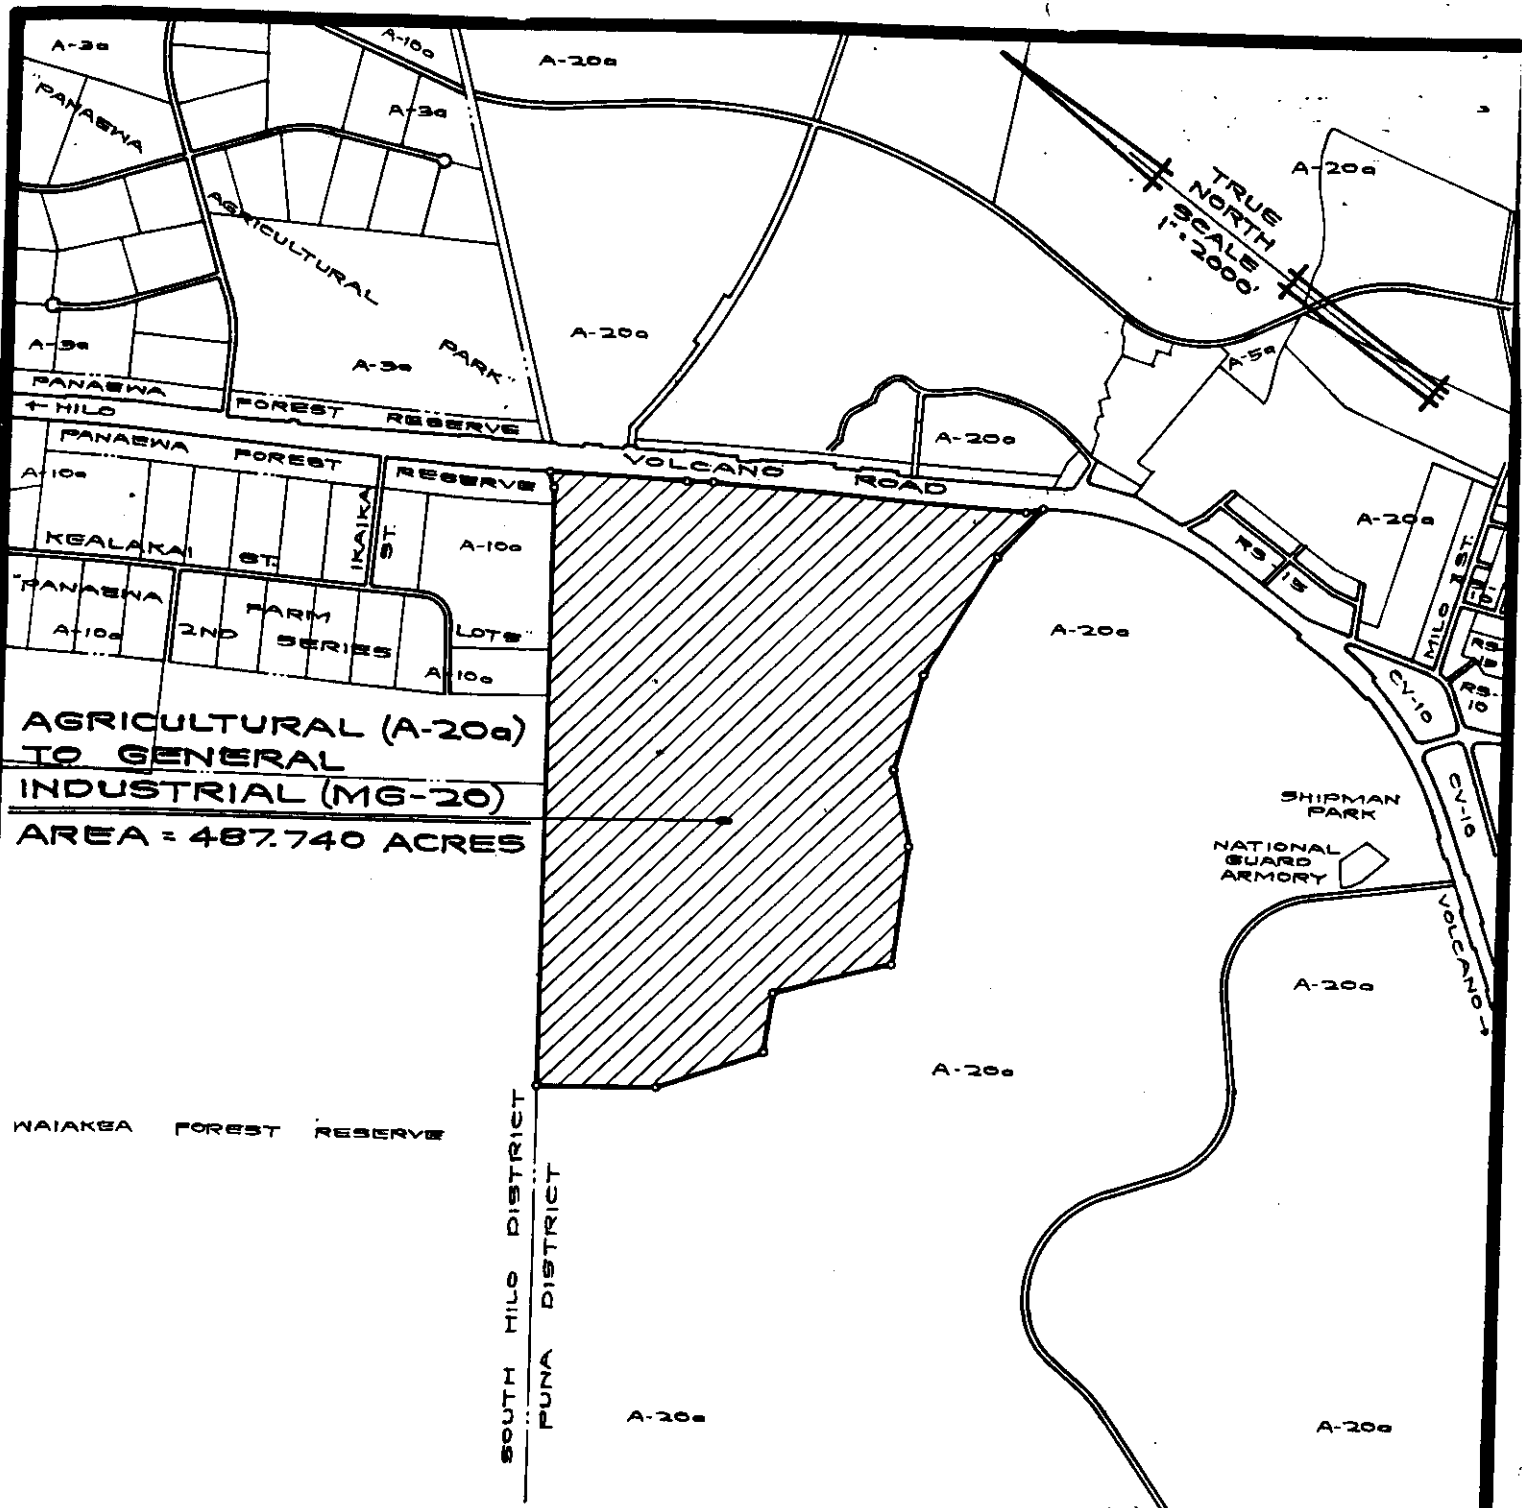 A-3a
A-10a
A-20a
"PANAEWA
A-3a
A-20a
TRUE
NORTH
SCALE
1"=2000'
AGRICULTURAL
A-20a
A-3a
A-3a
PARK"
A-5a
PANAEWA
FOREST RESERVE
← HILO
PANAEWA FOREST RESERVE
VOLCANO ROAD
A-20a
A-10a
IKAIKA ST.
A-10a
KEALAKAI ST.
A-20a
RS-15
MILO ST.
"PANAEWA FARM LOTS"
A-10a
2ND SERIES
A-10a
A-20a
RS-
10
CV-10
CV-10
AGRICULTURAL (A-20a)
TO GENERAL
INDUSTRIAL (MG-20)
AREA = 487.740 ACRES
SHIPMAN
PARK
NATIONAL
GUARD
ARMORY
VOLCANO →
A-20a
A-20a
WAIAKEA FOREST RESERVE
SOUTH HILO DISTRICT
PUNA DISTRICT
A-20a
A-20a